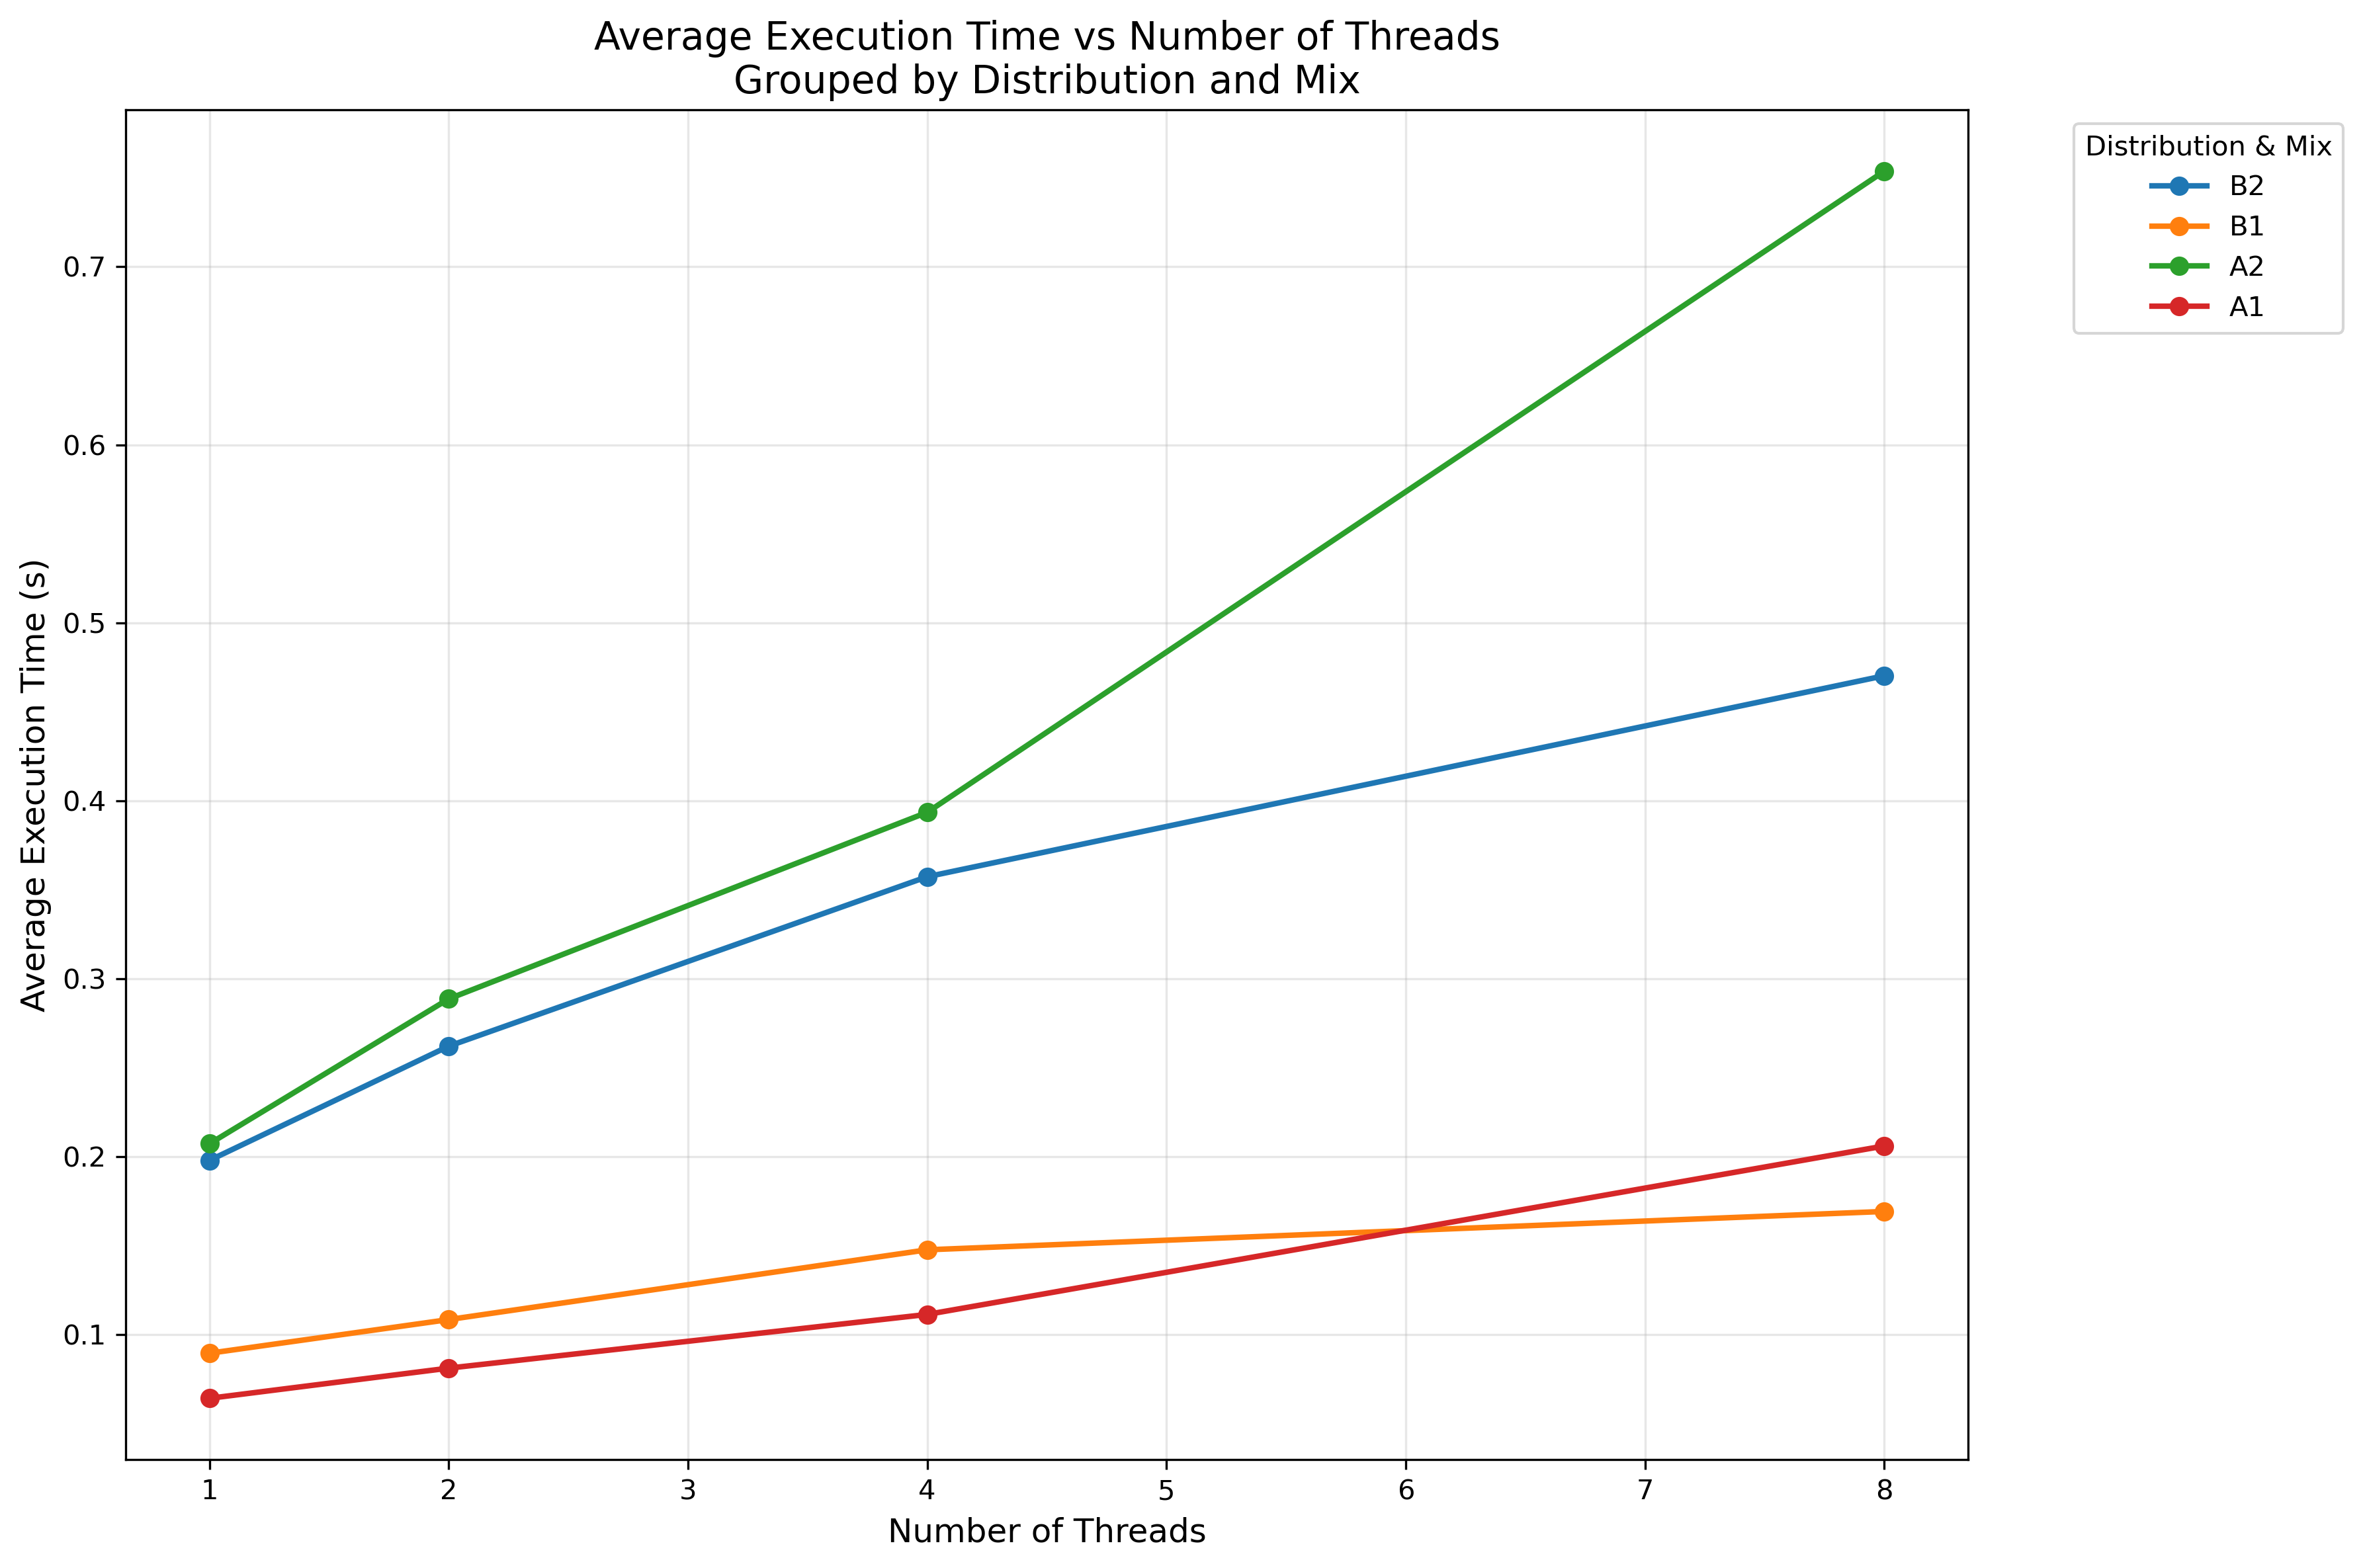 Average Execution Time vs Number of Threads
Grouped by Distribution and Mix
Distribution & Mix
B2
B1
A2
A1
Average Execution Time (s)
0.7
0.6
0.5
0.4
0.3
0.2
0.1
1 2 3 4 5 6 7 8
Number of Threads